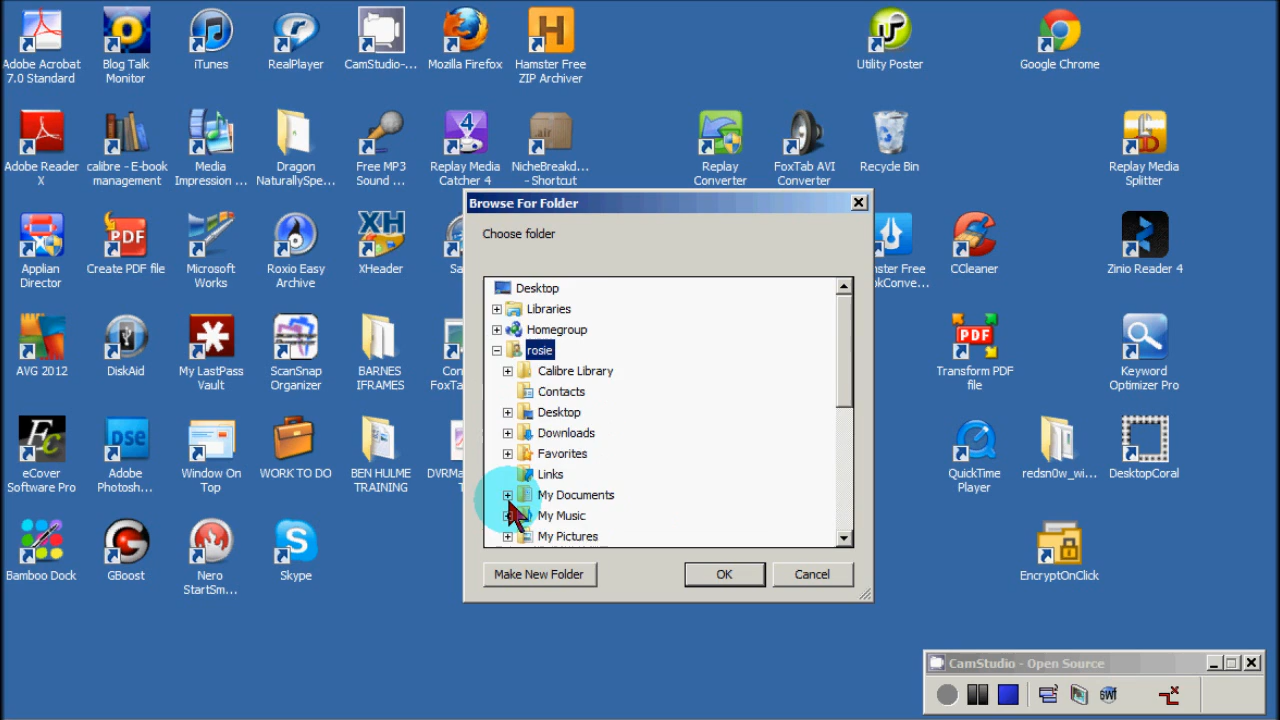 Adobe Acrobat
7.0 Standard
Blog Talk
Monitor
iTunes
RealPlayer
CamStudio-...
Mozilla Firefox
Hamster Free
ZIP Archiver
Utility Poster
Google Chrome
Adobe Reader
X
calibre - E-book
management
Media
Impression ...
Dragon
NaturallySpe...
Free MP3
Sound ...
Replay Media
Catcher 4
NicheBreakd...
- Shortcut
Replay
Converter
FoxTab AVI
Converter
Recycle Bin
Replay Media
Splitter
Browse For Folder
Choose folder
Desktop
Libraries
Homegroup
rosie
Calibre Library
Contacts
Desktop
Downloads
Favorites
Links
My Documents
My Music
My Pictures
Make New Folder
OK
Cancel
Applian
Director
Create PDF file
Microsoft
Works
Roxio Easy
Archive
XHeader
CCleaner
Zinio Reader 4
AVG 2012
DiskAid
My LastPass
Vault
ScanSnap
Organizer
BARNES
IFRAMES
Transform PDF
file
Keyword
Optimizer Pro
eCover
Software Pro
Adobe
Photosh...
Window On
Top
WORK TO DO
BEN HULME
TRAINING
QuickTime
Player
redsn0w_wi...
DesktopCoral
Bamboo Dock
GBoost
Nero
StartSm...
Skype
EncryptOnClick
CamStudio - Open Source